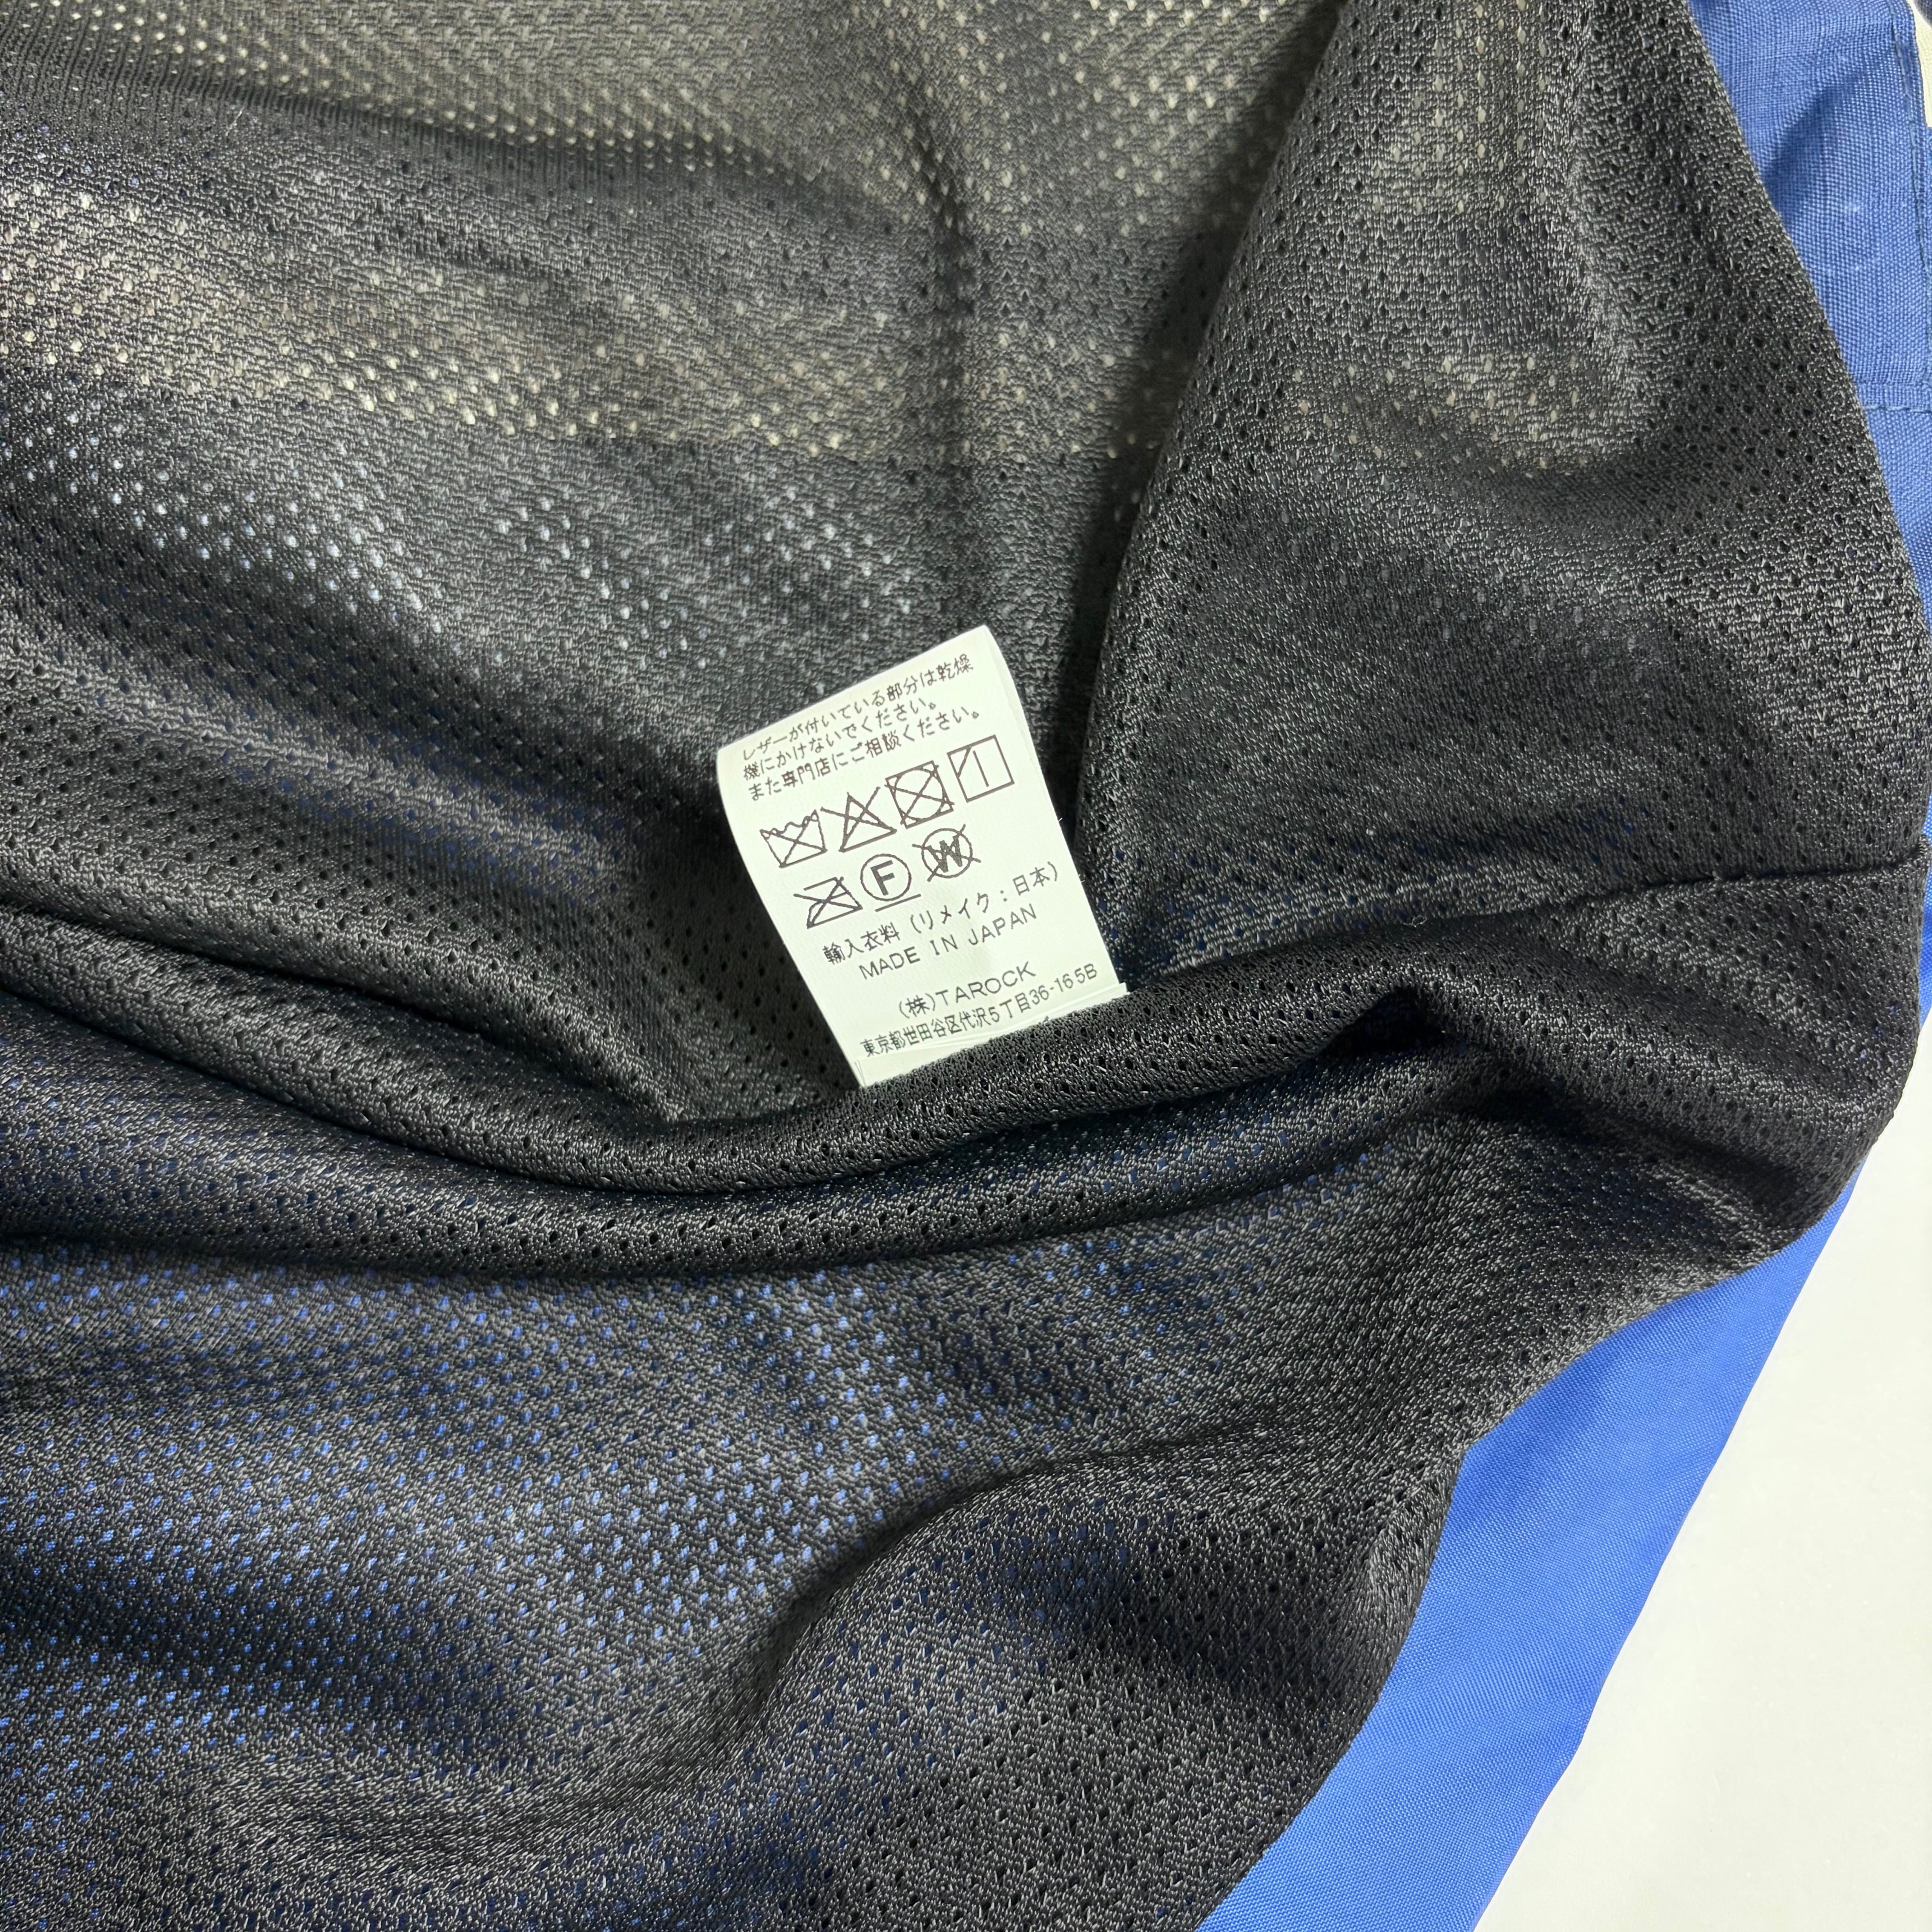 レザーが付いている部分は乾燥
機にかけないでください。
また専門店にご相談ください。
F W
輸入衣料（リメイク：日本）
MADE IN JAPAN
（株）TAROCK
東京都世田谷区代沢5丁目36-165B